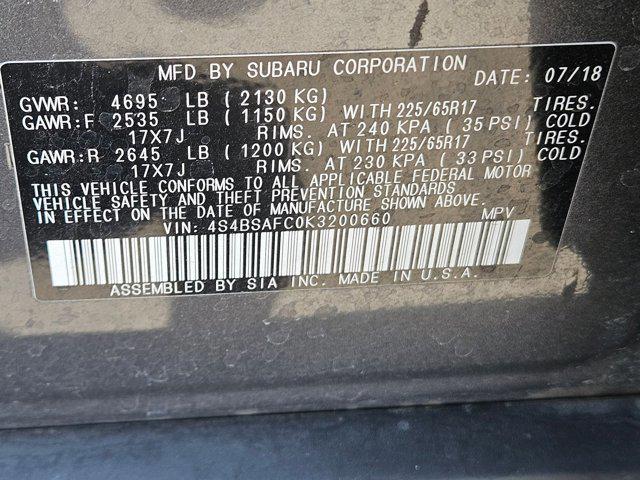 MFD BY SUBARU CORPORATION DATE: 07/18
GVWR: 4695 LB ( 2130 KG)
GAWR:F 2535 LB ( 1150 KG) WITH 225/65R17 TIRES.
17X7J RIMS. AT 240 KPA ( 35 PSI) COLD
GAWR:R 2645 LB ( 1200 KG) WITH 225/65R17 TIRES.
17X7J RIMS. AT 230 KPA ( 33 PSI) COLD
THIS VEHICLE CONFORMS TO ALL APPLICABLE FEDERAL MOTOR
VEHICLE SAFETY AND THEFT PREVENTION STANDARDS
IN EFFECT ON THE DATE OF MANUFACTURE SHOWN ABOVE.
VIN: 4S4BSAFC0K3200660 MPV
ASSEMBLED BY SIA INC. MADE IN U.S.A.